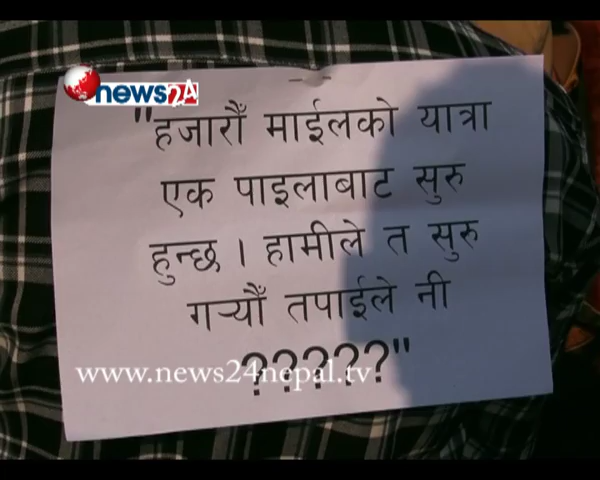 news24
"हजारौं माईलको यात्रा
एक पाइलाबाट सुरु
हुन्छ । हामीले त सुरु
गर्‍यौं तपाईले नी
?????"
www.news24nepal.tv